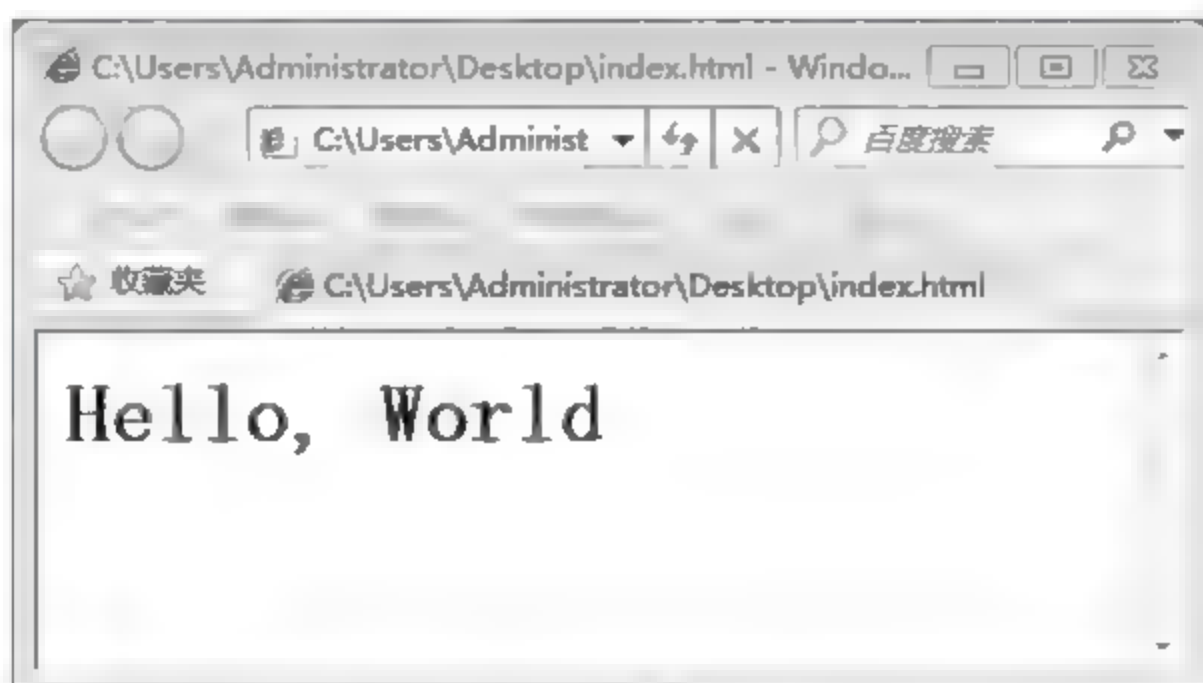 C:\Users\Administrator\Desktop\index.html - Windo...
C:\Users\Administ 百度搜索
收藏夹 C:\Users\Administrator\Desktop\index.html
Hello, World